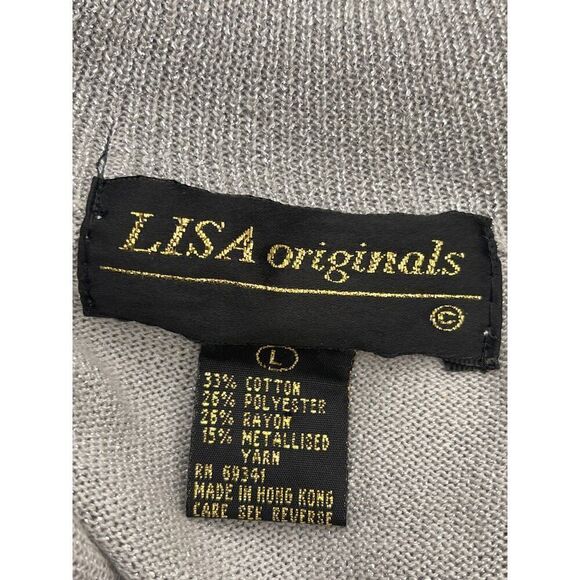 LISA originals
©
L
33% COTTON
26% POLYESTER
26% RAYON
15% METALLISED
YARN
RN 69341
MADE IN HONG KONG
CARE SEE REVERSE